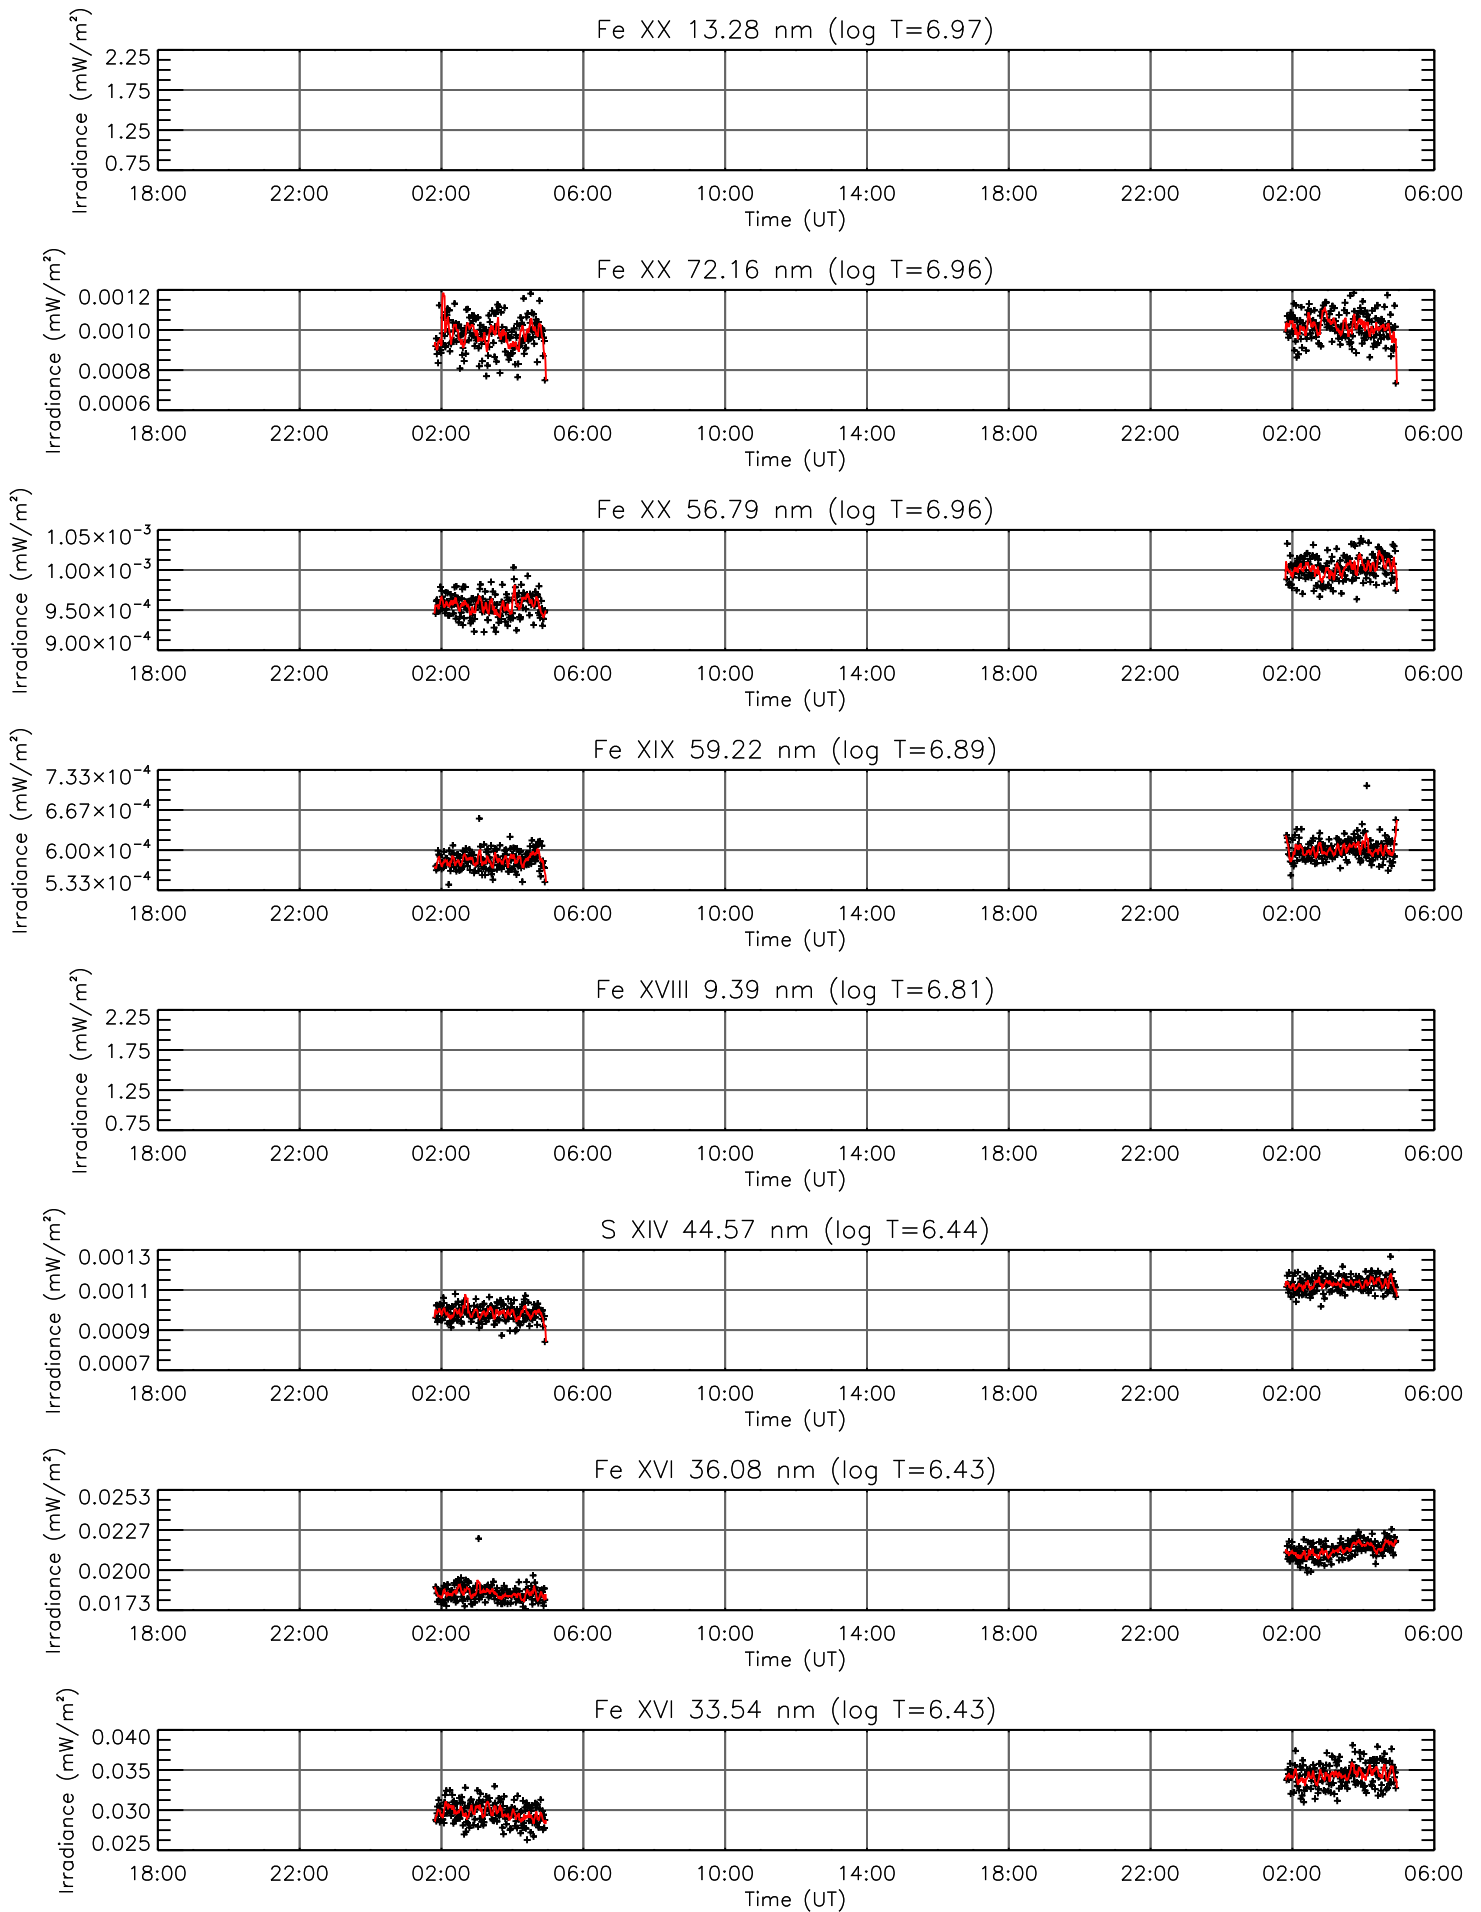 Fe XX 13.28 nm (log T=6.97)
Irradiance (mW/m²)
2.25
1.75
1.25
0.75
18:00 22:00 02:00 06:00 10:00 14:00 18:00 22:00 02:00 06:00
Time (UT)
Fe XX 72.16 nm (log T=6.96)
Irradiance (mW/m²)
0.0012
0.0010
0.0008
0.0006
18:00 22:00 02:00 06:00 10:00 14:00 18:00 22:00 02:00 06:00
Time (UT)
Fe XX 56.79 nm (log T=6.96)
Irradiance (mW/m²)
1.05×10⁻³
1.00×10⁻³
9.50×10⁻⁴
9.00×10⁻⁴
18:00 22:00 02:00 06:00 10:00 14:00 18:00 22:00 02:00 06:00
Time (UT)
Fe XIX 59.22 nm (log T=6.89)
Irradiance (mW/m²)
7.33×10⁻⁴
6.67×10⁻⁴
6.00×10⁻⁴
5.33×10⁻⁴
18:00 22:00 02:00 06:00 10:00 14:00 18:00 22:00 02:00 06:00
Time (UT)
Fe XVIII 9.39 nm (log T=6.81)
Irradiance (mW/m²)
2.25
1.75
1.25
0.75
18:00 22:00 02:00 06:00 10:00 14:00 18:00 22:00 02:00 06:00
Time (UT)
S XIV 44.57 nm (log T=6.44)
Irradiance (mW/m²)
0.0013
0.0011
0.0009
0.0007
18:00 22:00 02:00 06:00 10:00 14:00 18:00 22:00 02:00 06:00
Time (UT)
Fe XVI 36.08 nm (log T=6.43)
Irradiance (mW/m²)
0.0253
0.0227
0.0200
0.0173
18:00 22:00 02:00 06:00 10:00 14:00 18:00 22:00 02:00 06:00
Time (UT)
Fe XVI 33.54 nm (log T=6.43)
Irradiance (mW/m²)
0.040
0.035
0.030
0.025
18:00 22:00 02:00 06:00 10:00 14:00 18:00 22:00 02:00 06:00
Time (UT)